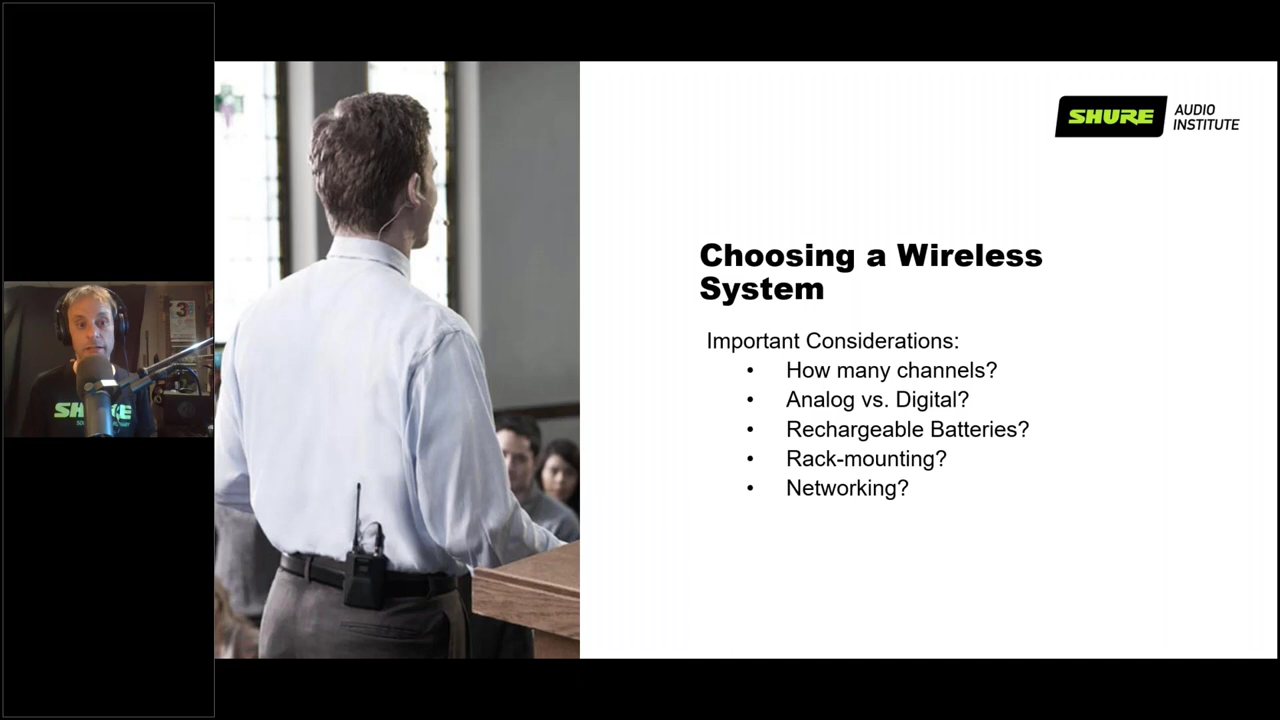 SHURE
AUDIO
INSTITUTE
Choosing a Wireless
System
Important Considerations:
• How many channels?
• Analog vs. Digital?
• Rechargeable Batteries?
• Rack-mounting?
• Networking?
3